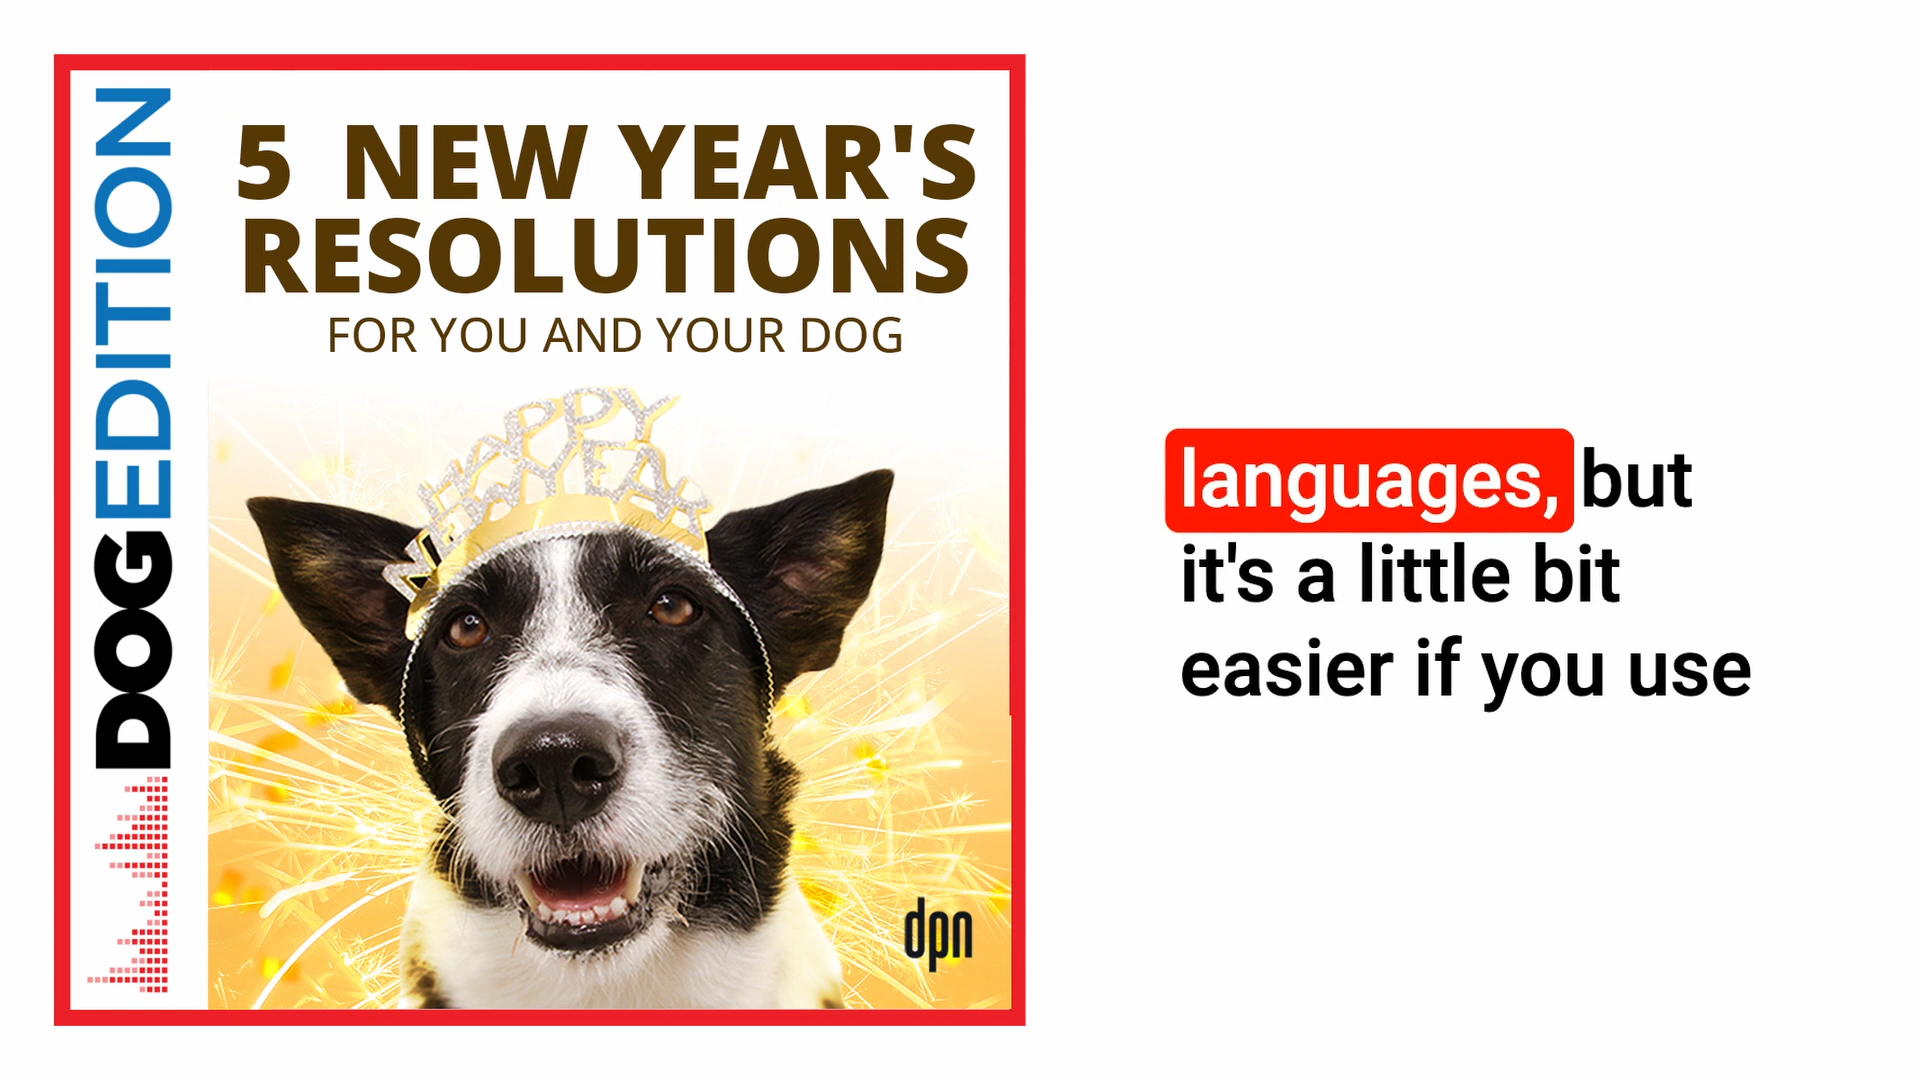 DOGEDITION
5 NEW YEAR'S
RESOLUTIONS
FOR YOU AND YOUR DOG
HAPPY
NEW YEAR
dpn
languages, but
it's a little bit
easier if you use